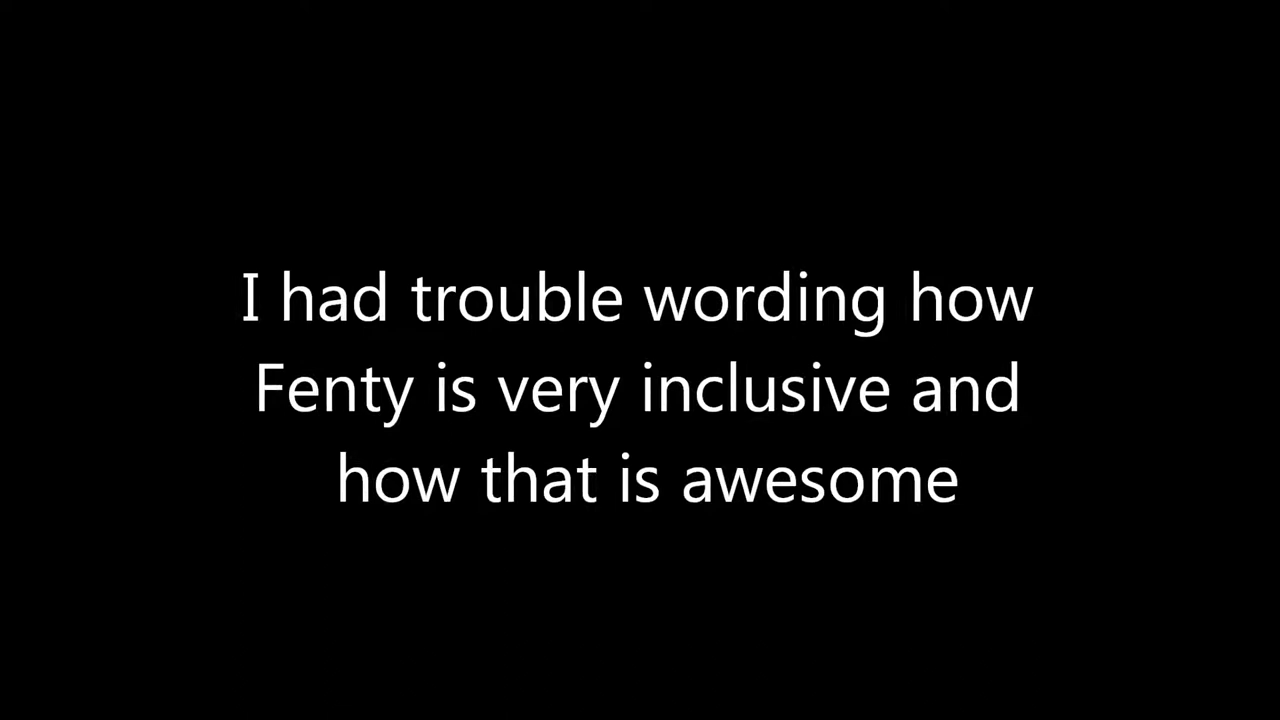 I had trouble wording how
Fenty is very inclusive and
how that is awesome